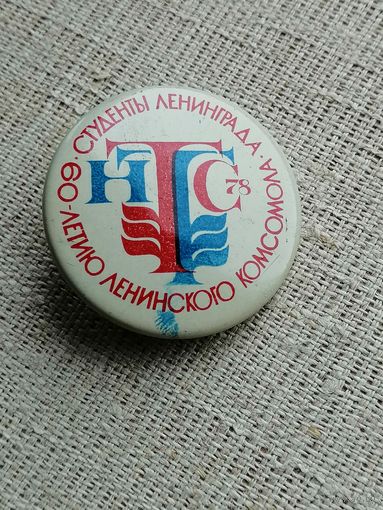 СТУДЕНТЫ ЛЕНИНГРАДА ·
60-ЛЕТИЮ ЛЕНИНСКОГО КОМСОМОЛА ·
НТТС 78